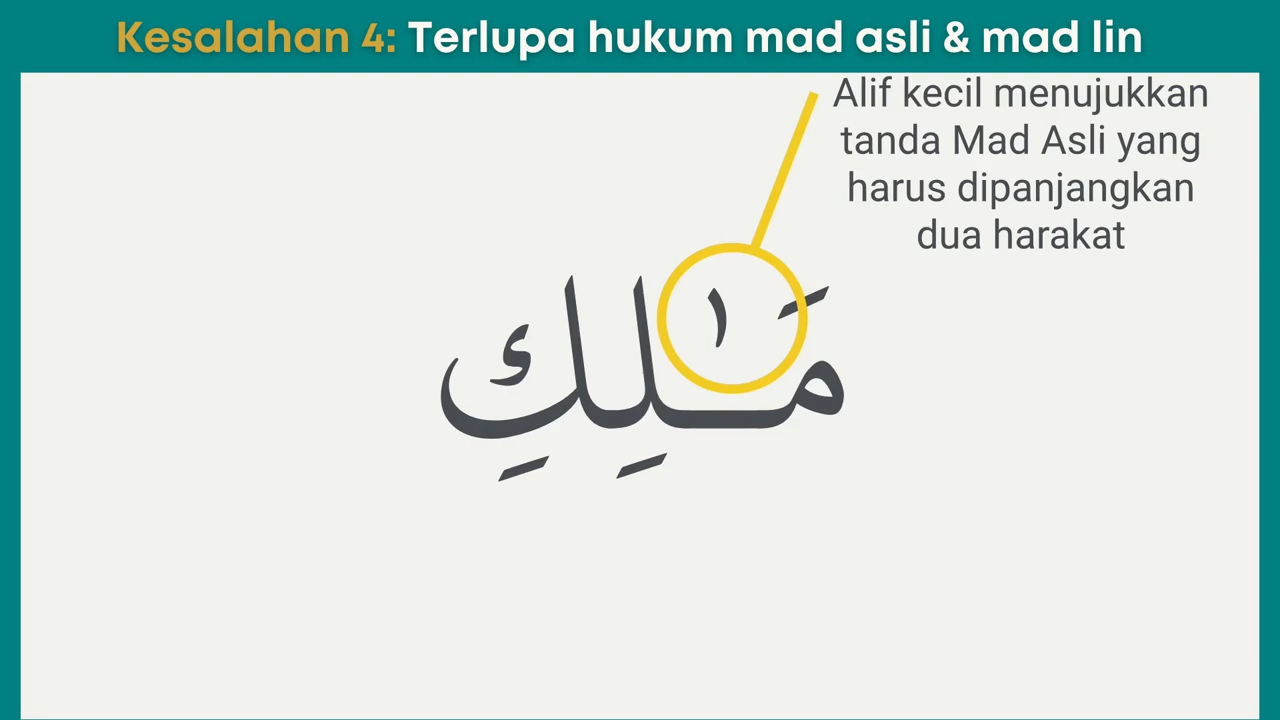 Kesalahan 4: Terlupa hukum mad asli & mad lin
Alif kecil menujukkan
tanda Mad Asli yang
harus dipanjangkan
dua harakat
مَـٰلِكِ